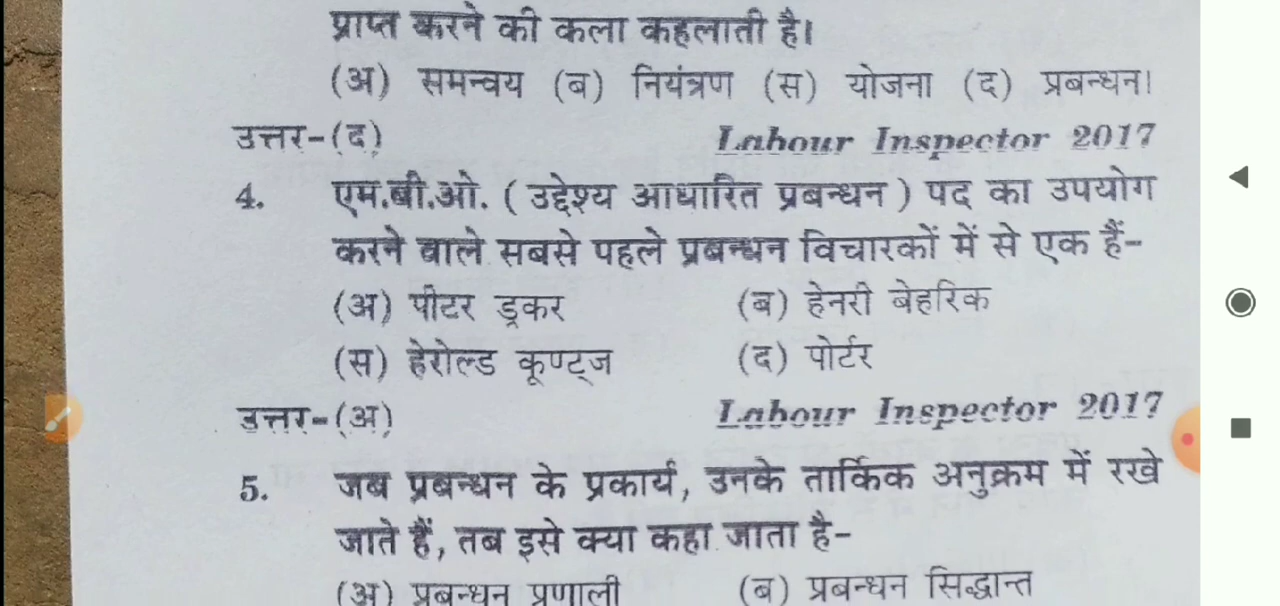 प्राप्त करने की कला कहलाती है।
(अ) समन्वय (ब) नियंत्रण (स) योजना (द) प्रबन्धन।
उत्तर-(द) Labour Inspector 2017
4. एम.बी.ओ. ( उद्देश्य आधारित प्रबन्धन ) पद का उपयोग
करने वाले सबसे पहले प्रबन्धन विचारकों में से एक हैं-
(अ) पीटर ड्रकर (ब) हेनरी बेहरिक
(स) हेरोल्ड कूण्ट्ज (द) पोर्टर
उत्तर-(अ) Labour Inspector 2017
5. जब प्रबन्धन के प्रकार्य, उनके तार्किक अनुक्रम में रखे
जाते हैं, तब इसे क्या कहा जाता है-
(अ) प्रबन्धन प्रणाली (ब) प्रबन्धन सिद्धान्त